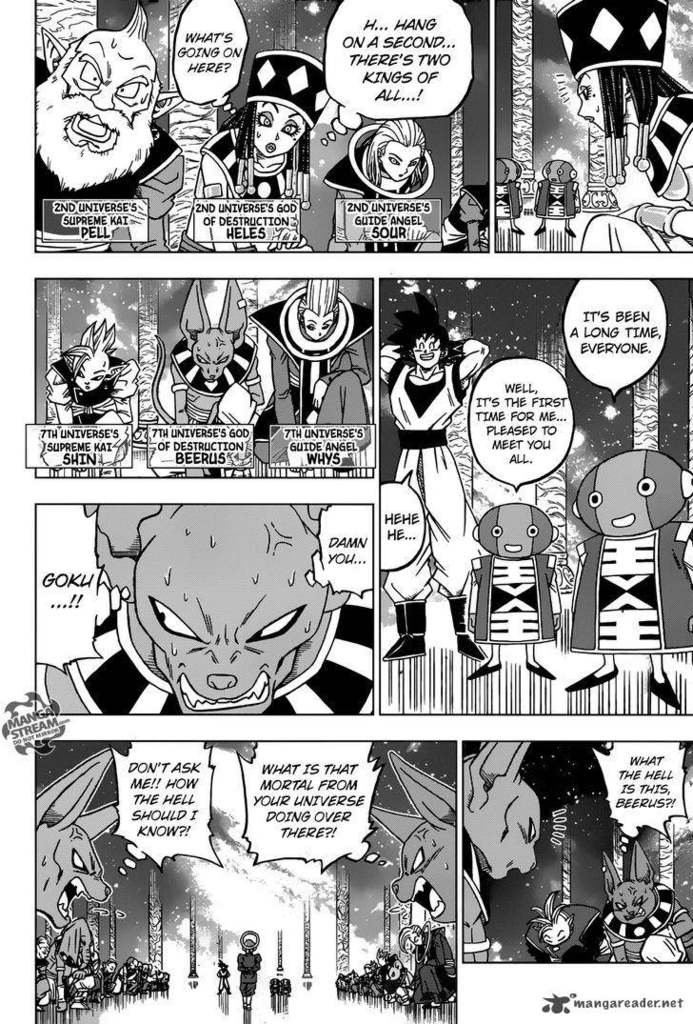 H... HANG
ON A SECOND...
THERE'S TWO
KINGS OF
ALL...!
WHAT'S
GOING ON
HERE?
2ND UNIVERSE'S
GUIDE ANGEL
SOUR
2ND UNIVERSE'S GOD
OF DESTRUCTION
HELES
2ND UNIVERSE'S
SUPREME KAI
PELL
IT'S BEEN
A LONG TIME,
EVERYONE.
WELL,
IT'S THE FIRST
TIME FOR ME...
PLEASED TO
MEET YOU
ALL.
HEHE
HE...
7TH UNIVERSE'S
GUIDE ANGEL
WHYS
7TH UNIVERSE'S GOD
OF DESTRUCTION
BEERUS
7TH UNIVERSE'S
SUPREME KAI
SHIN
DAMN
YOU...
GOKU
...!!
WHAT
THE HELL
IS THIS,
BEERUS?!
WHAT IS THAT
MORTAL FROM
YOUR UNIVERSE
DOING OVER
THERE?!
DON'T ASK
ME!! HOW
THE HELL
SHOULD I
KNOW?!
MANGA
STREAM
.COM
DO NOT MIRROR
mangareader.net